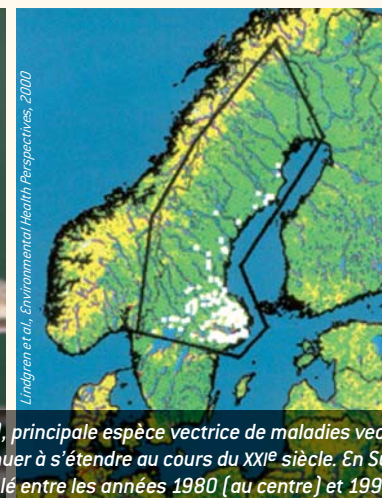 Lindgren et al., Environmental Health Perspectives, 2000
, principale espèce vectrice de maladies vec
nuer à s'étendre au cours du XXIe siècle. En Su
lé entre les années 1980 (au centre) et 199